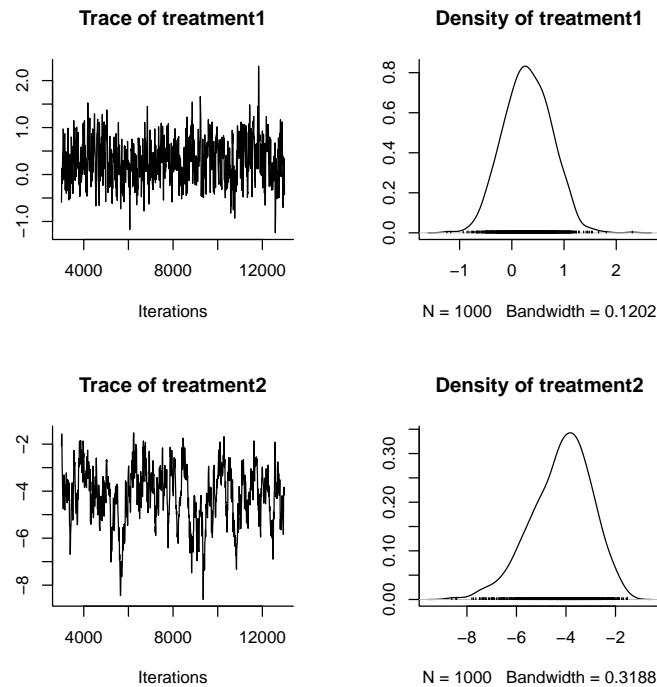 Trace of treatment1
2.0
1.0
0.0
−1.0
4000 8000 12000
Iterations
Density of treatment1
0.8
0.6
0.4
0.2
0.0
−1 0 1 2
N = 1000 Bandwidth = 0.1202
Trace of treatment2
−2
−4
−6
−8
4000 8000 12000
Iterations
Density of treatment2
0.30
0.20
0.10
0.00
−8 −6 −4 −2
N = 1000 Bandwidth = 0.3188